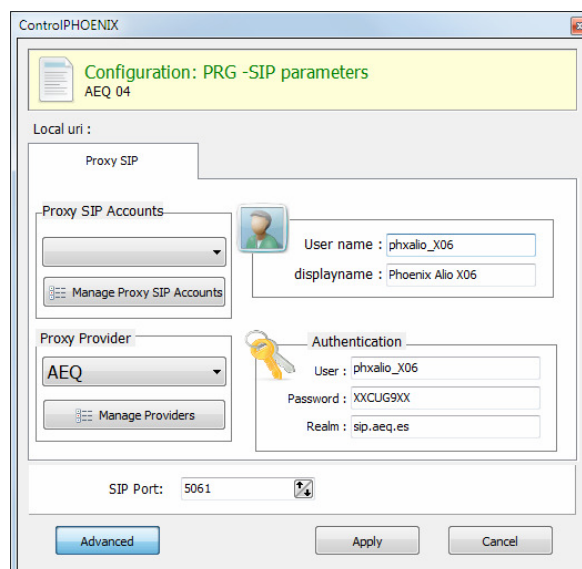 ControlPHOENIX
Configuration: PRG -SIP parameters
AEQ 04
Local uri :
Proxy SIP
Proxy SIP Accounts
Manage Proxy SIP Accounts
User name : phxalio_X06
displayname : Phoenix Alio X06
Proxy Provider
AEQ
Manage Providers
Authentication
User : phxalio_X06
Password : XXCUG9XX
Realm : sip.aeq.es
SIP Port: 5061
Advanced
Apply
Cancel